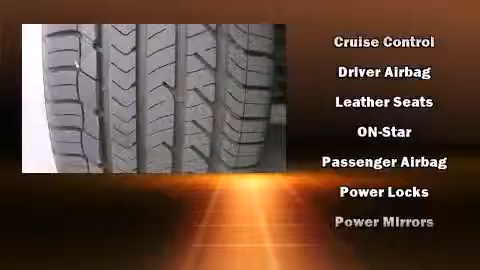 Cruise Control
Driver Airbag
Leather Seats
ON-Star
Passenger Airbag
Power Locks
Power Mirrors